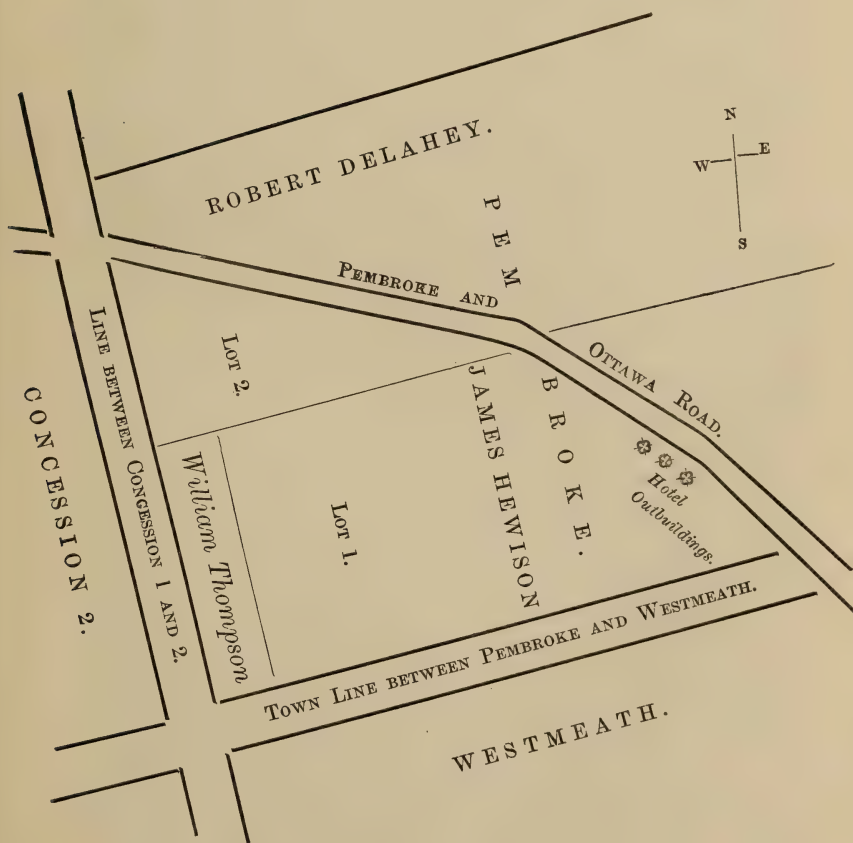 ROBERT DELAHEY.
N
W E
S
PEM
PEMBROKE AND
OTTAWA ROAD.
LOT 2.
LINE BETWEEN CONCESSION 1 AND 2.
CONCESSION 2.
JAMES HEWISON
BROKE.
William Thompson
LOT 1.
Hotel
Outbuildings.
TOWN LINE BETWEEN PEMBROKE AND WESTMEATH.
WESTMEATH.